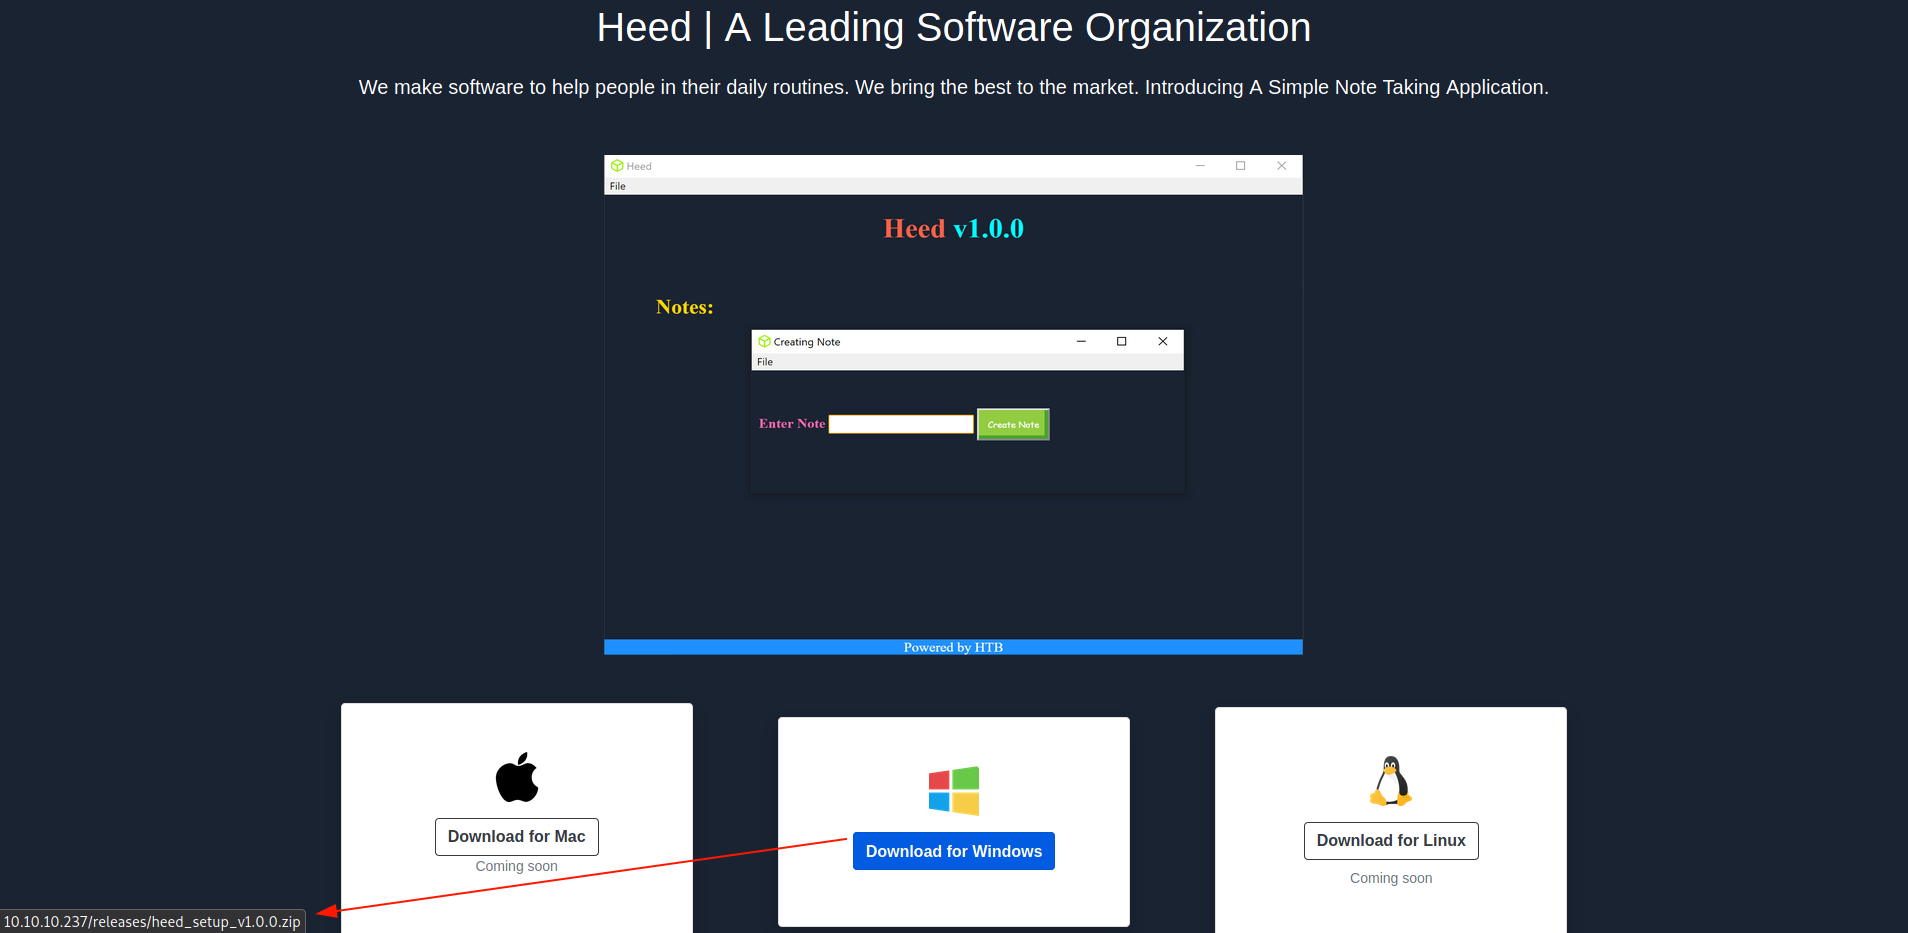 Heed | A Leading Software Organization
We make software to help people in their daily routines. We bring the best to the market. Introducing A Simple Note Taking Application.
Heed
File
Heed v1.0.0
Notes:
Creating Note
File
Enter Note
Create Note
Powered by HTB
Download for Mac
Coming soon
Download for Windows
Download for Linux
Coming soon
10.10.10.237/releases/heed_setup_v1.0.0.zip